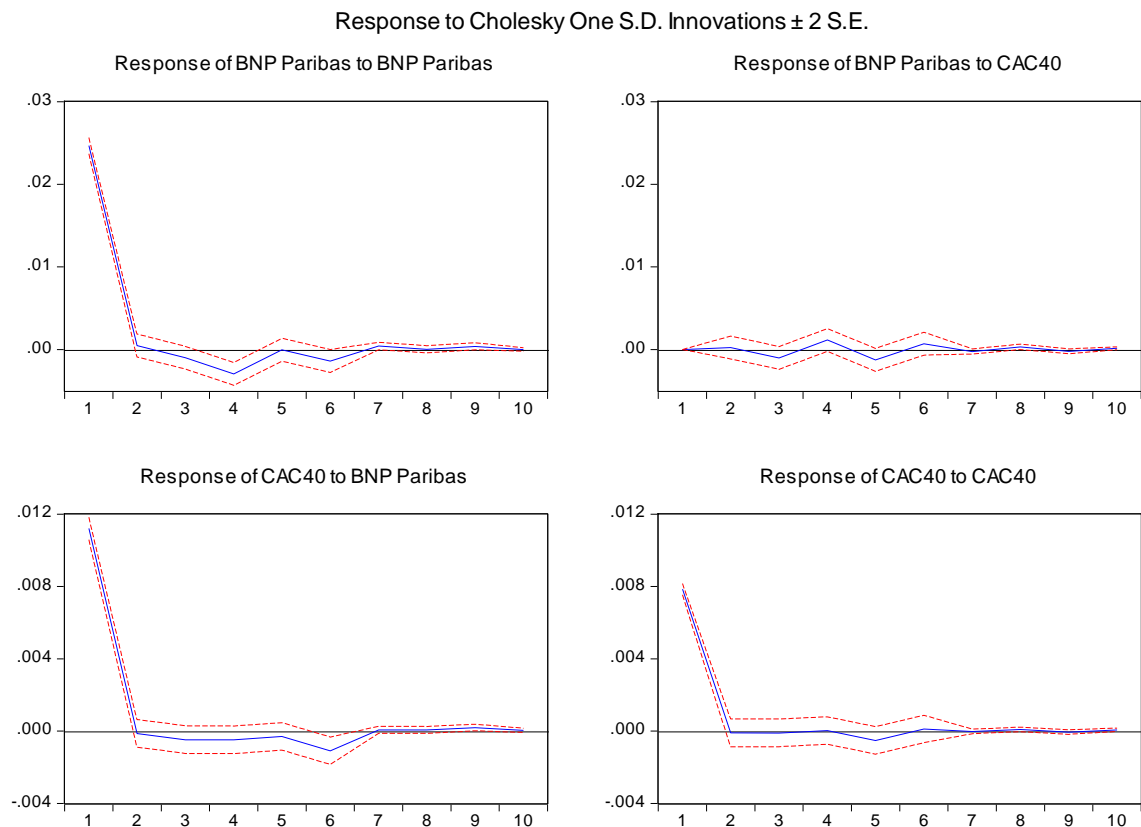 Response to Cholesky One S.D. Innovations ± 2 S.E.
Response of BNP Paribas to BNP Paribas
.03
.02
.01
.00
1 2 3 4 5 6 7 8 9 10
Response of BNP Paribas to CAC40
.03
.02
.01
.00
1 2 3 4 5 6 7 8 9 10
Response of CAC40 to BNP Paribas
.012
.008
.004
.000
-.004
1 2 3 4 5 6 7 8 9 10
Response of CAC40 to CAC40
.012
.008
.004
.000
-.004
1 2 3 4 5 6 7 8 9 10